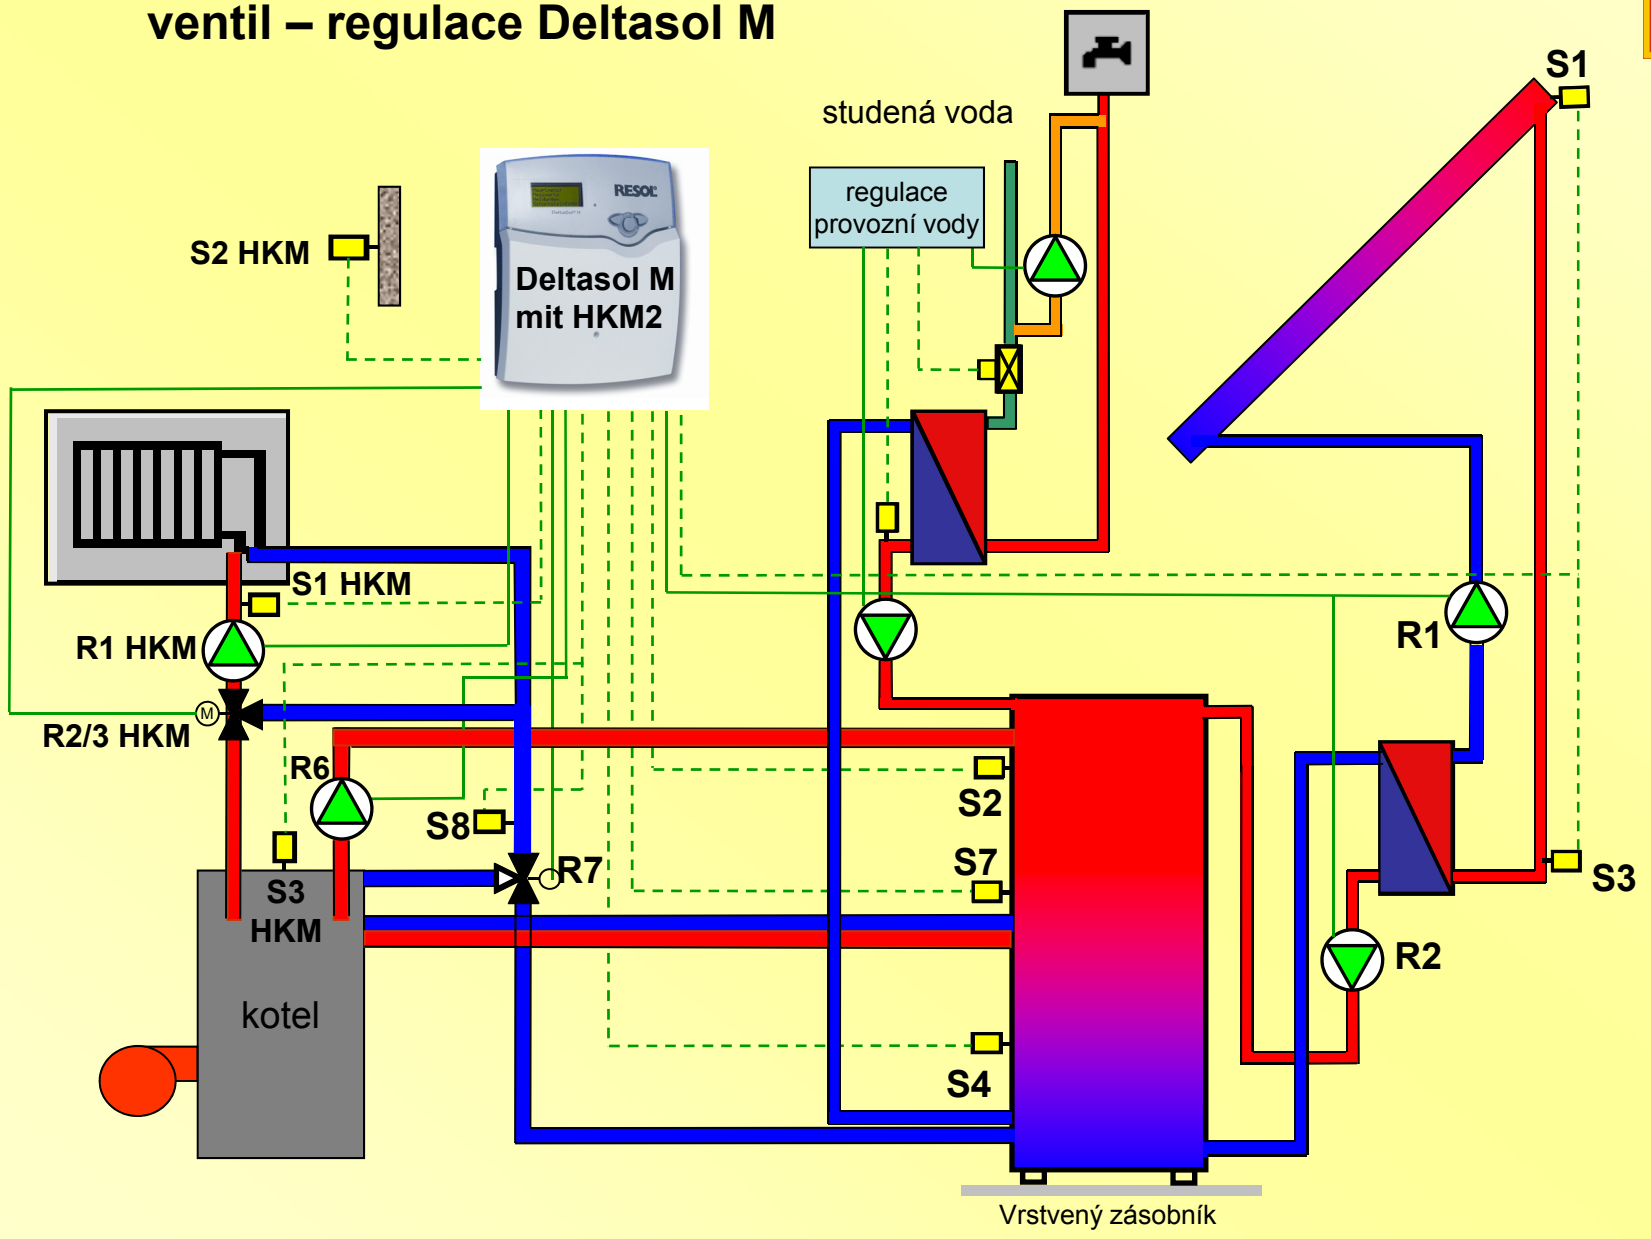 ventil – regulace Deltasol M
S1
studená voda
RESOL
regulace
provozní vody
S2 HKM
Deltasol M
mit HKM2
S1 HKM
R1 HKM
R1
M
R2/3 HKM
R6
S2
S8
S7
R7
S3
S3
HKM
R2
kotel
S4
Vrstvený zásobník